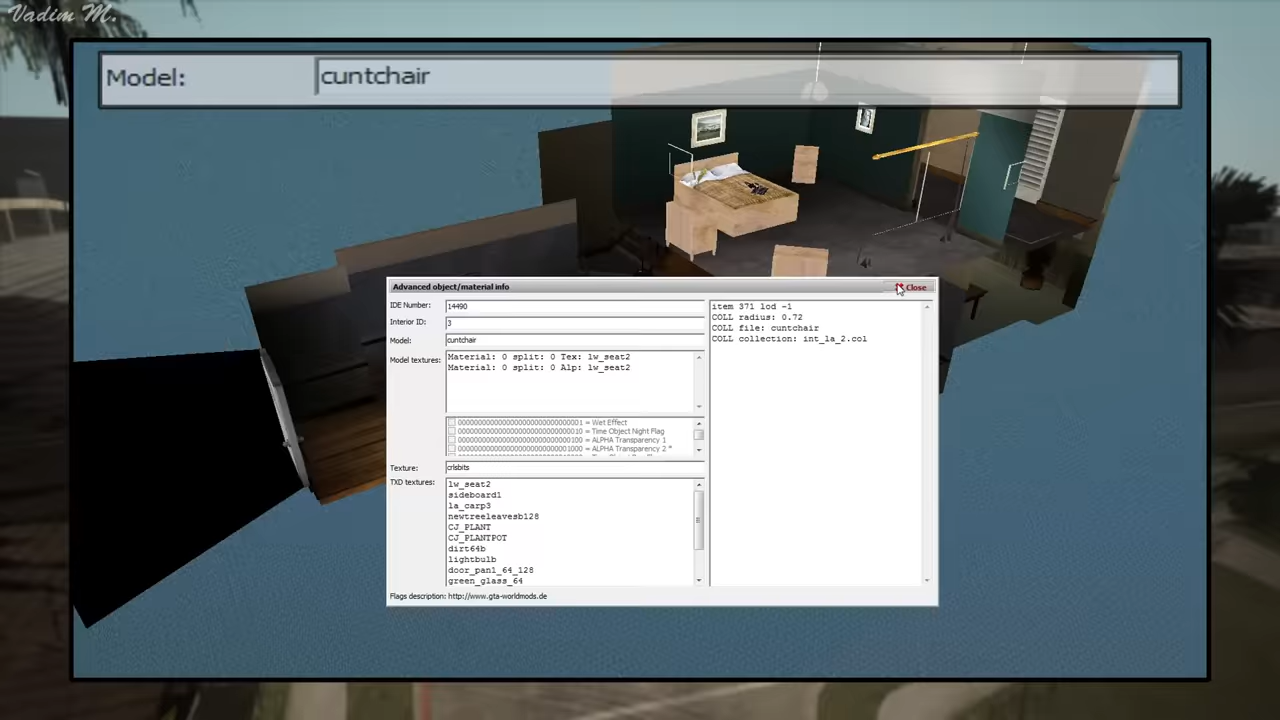 Vadim M.
Model: cuntchair
Advanced object/material info
Close
IDE Number: 14490
Interior ID: 3
Model: cuntchair
Model textures:
Material: 0 split: 0 Tex: lw_seat2
Material: 0 split: 0 Alp: lw_seat2
00000000000000000000000000000001 = Wet Effect
00000000000000000000000000000010 = Time Object Night Flag
00000000000000000000000000000100 = ALPHA Transparency 1
00000000000000000000000000001000 = ALPHA Transparency 2 *
Texture: crlsbits
TXD textures:
lw_seat2
sideboard1
la_carp3
newtreeleavesb128
CJ_PLANT
CJ_PLANTPOT
dirt64b
lightbulb
door_pan1_64_128
green_glass_64
item 371 lod -1
COLL radius: 0.72
COLL file: cuntchair
COLL collection: int_la_2.col
Flags description: http://www.gta-worldmods.de